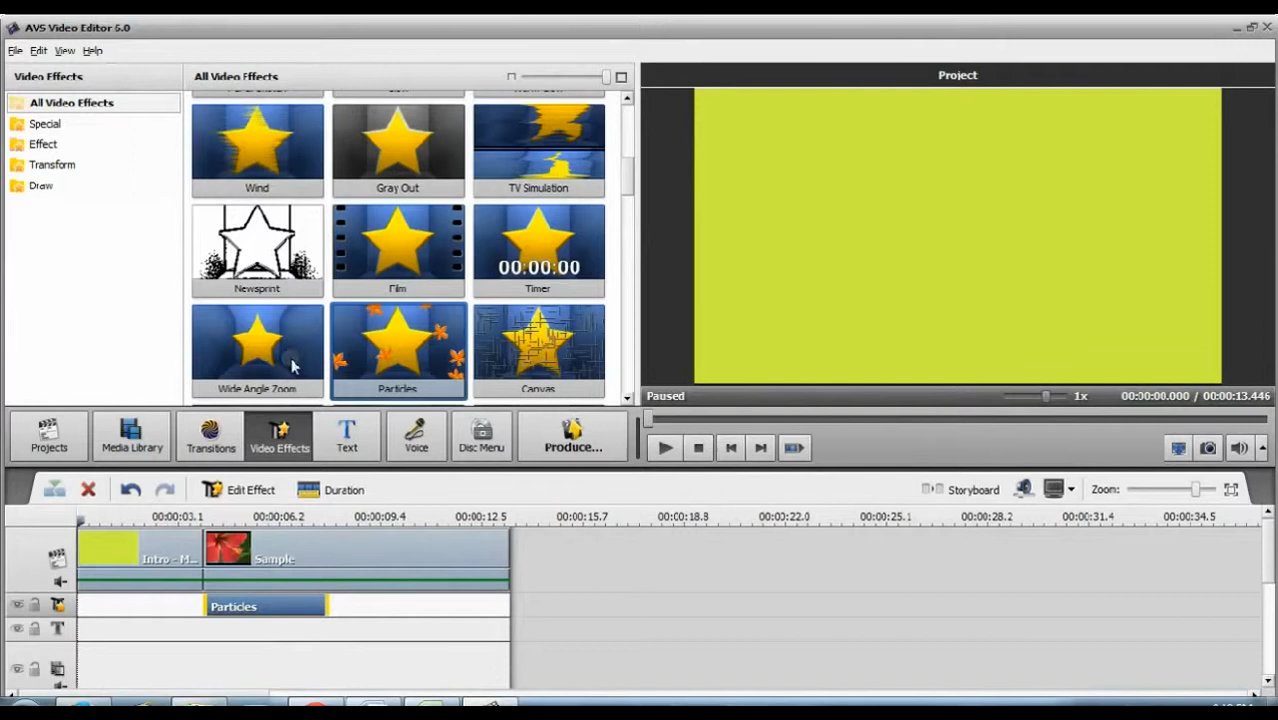 AVS Video Editor 6.0
File Edit View Help
Video Effects
All Video Effects
All Video Effects
Special
Effect
Transform
Draw
Wind
Gray Out
TV Simulation
Newsprint
Film
00:00:00
Timer
Wide Angle Zoom
Particles
Canvas
Project
Paused
1x
00:00:00.000 / 00:00:13.446
Projects
Media Library
Transitions
Video Effects
Text
Voice
Disc Menu
Produce...
Edit Effect
Duration
Storyboard
Zoom:
00:00:03.1 00:00:06.2 00:00:09.4 00:00:12.5 00:00:15.7 00:00:18.8 00:00:22.0 00:00:25.1 00:00:28.2 00:00:31.4 00:00:34.5
Intro - M...
Sample
Particles
T